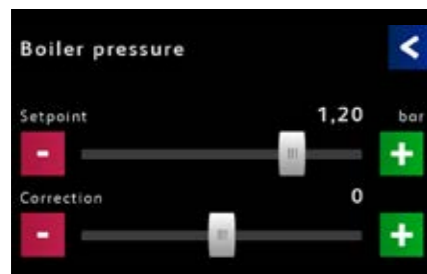 Boiler pressure <
Setpoint 1,20 bar
- +
Correction 0
- +